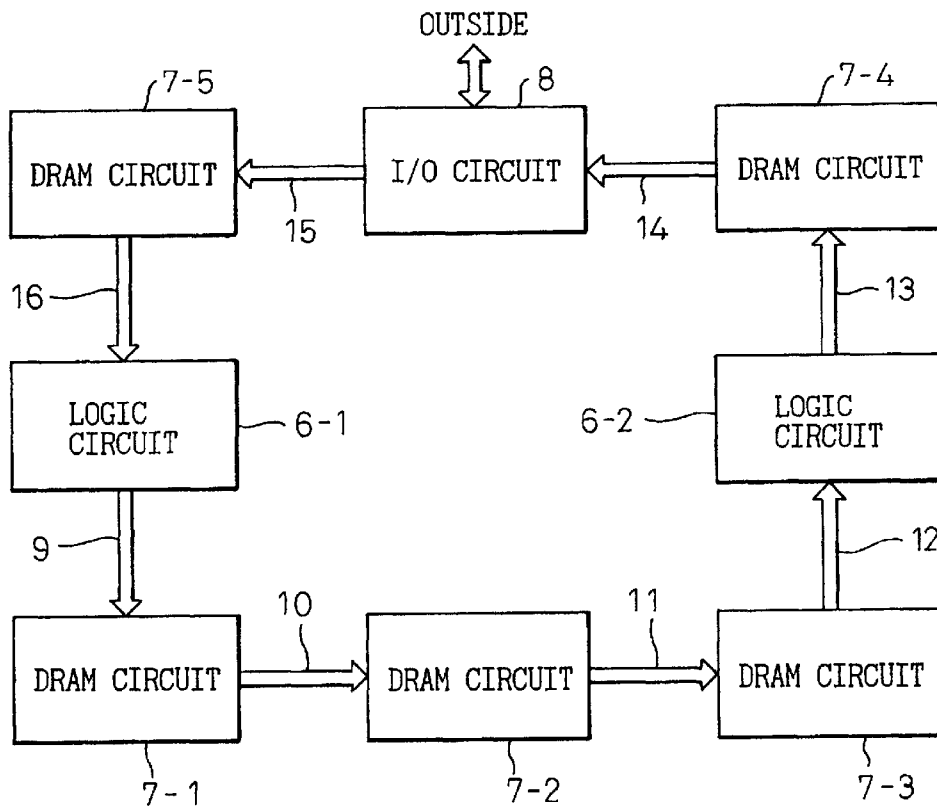 OUTSIDE
7-5
8
7-4
DRAM CIRCUIT
I/O CIRCUIT
DRAM CIRCUIT
15
14
16
13
LOGIC
CIRCUIT
6-1
6-2
LOGIC
CIRCUIT
9
12
10
11
DRAM CIRCUIT
DRAM CIRCUIT
DRAM CIRCUIT
7-1
7-2
7-3